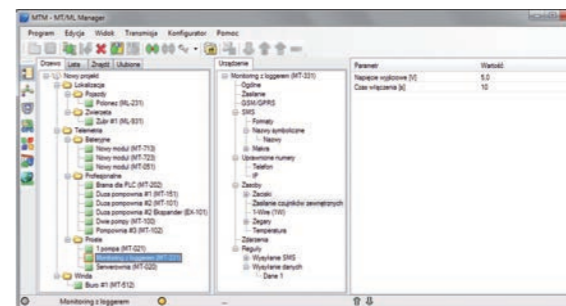 MTM - MT/ML Manager
Program Edycja Widok Transmisja Konfigurator Pomoc
Drzewo Lista Znajdź Ulubione
Nowy projekt
Lokalizacja
Pojazdy
Polonez (ML-231)
Zwierzęta
Żubr #1 (ML-931)
Telemetria
Bateryjne
Nowy moduł (MT-713)
Nowy moduł (MT-723)
Nowy moduł (MT-051)
Profesjonalne
Brama dla PLC (MT-202)
Duża pompownia #1 (MT-151)
Duża pompownia #2 (MT-101)
Duża pompownia #2 Ekspander (EX-101)
Dwie pompy (MT-100)
Pompownia #3 (MT-102)
Proste
1 pompa (MT-021)
Monitoring z loggerem (MT-331)
Serwerownia (MT-020)
Winda
Biuro #1 (MT-512)
Urządzenie
Monitoring z loggerem (MT-331)
Ogólne
Zasilanie
GSM/GPRS
SMS
Formaty
Nazwy symboliczne
Nazwy
Makra
Uprawnione numery
Telefon
IP
Zasoby
Zaciski
Zasilanie czujników zewnętrznych
1-Wire (1W)
Zegary
Temperatura
Zdarzenia
Reguły
Wysyłanie SMS
Wysyłanie danych
Dane 1
Parametr Wartość
Napięcie wyjściowe [V] 5,0
Czas włączenia [s] 10
Monitoring z loggerem